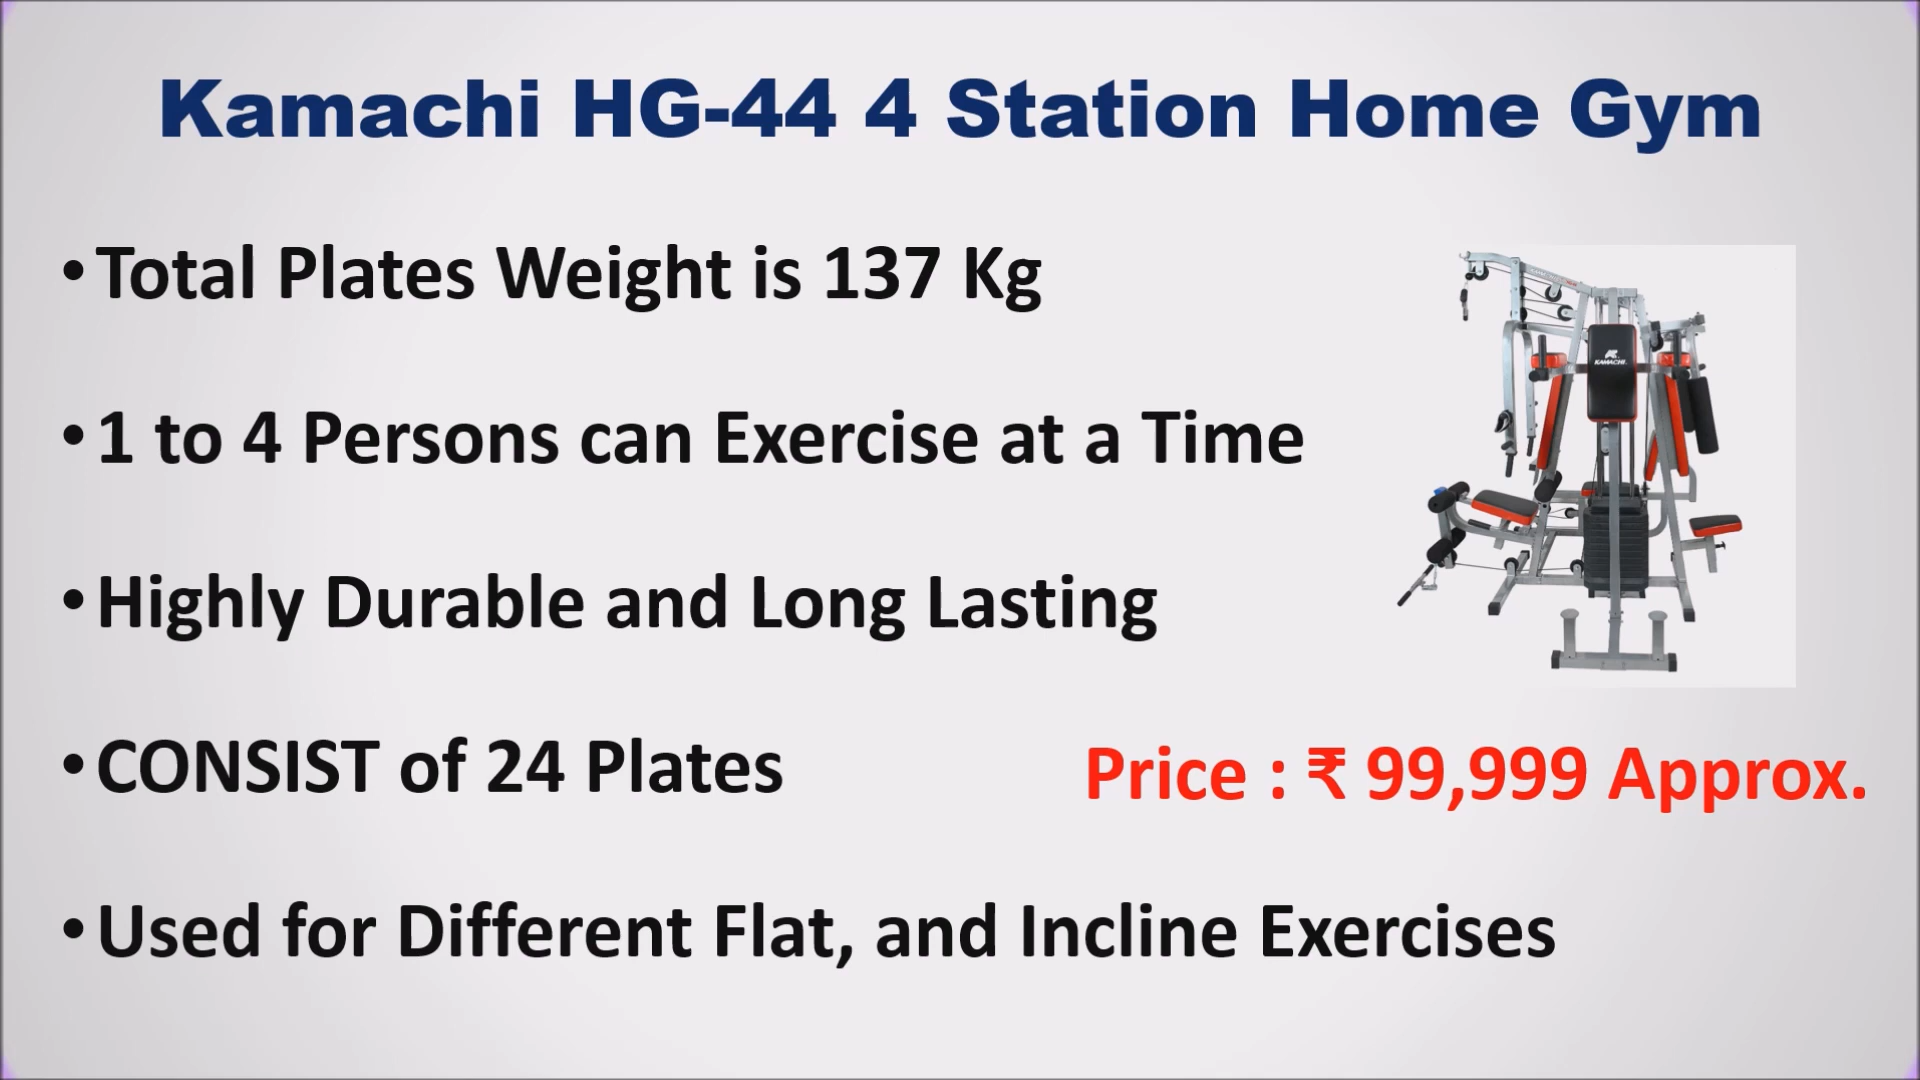 Kamachi HG-44 4 Station Home Gym
•Total Plates Weight is 137 Kg
•1 to 4 Persons can Exercise at a Time
KAMACHI
•Highly Durable and Long Lasting
•CONSIST of 24 Plates
Price : ₹ 99,999 Approx.
•Used for Different Flat, and Incline Exercises